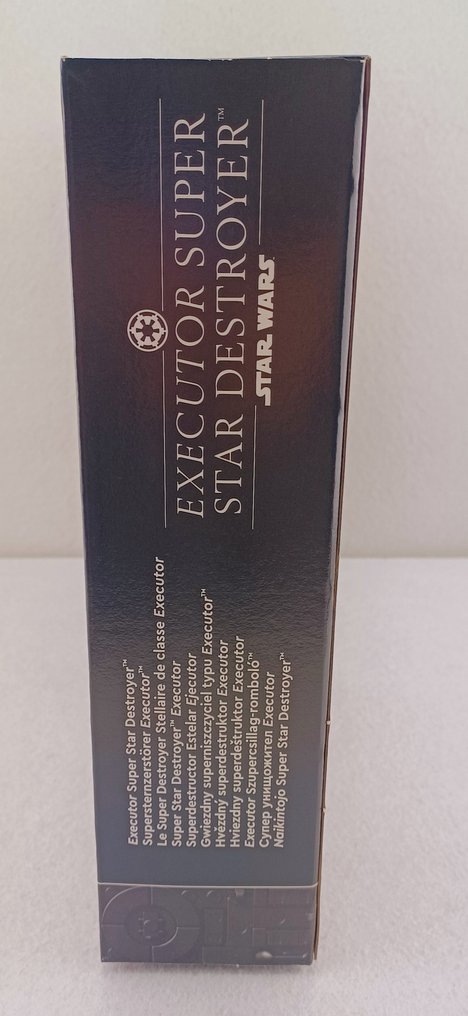 EXECUTOR SUPER
STAR DESTROYER™
STAR WARS
Executor Super Star Destroyer™
Supersternzerstörer Executor™
Le Super Destroyer Stellaire de classe Executor
Super Star Destroyer™ Executor
Superdestructor Estelar Ejecutor
Gwiezdny superniszczyciel typu Executor™
Hvězdný superdestruktor Executor
Hviezdny superdeštruktor Executor
Executor Szupercsillag-romboló™
Супер унищожител Executor
Naikintojo Super Star Destroyer™